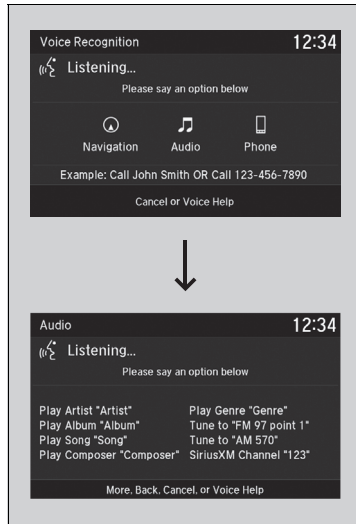 Voice Recognition 12:34
Listening...
Please say an option below
Navigation Audio Phone
Example: Call John Smith OR Call 123-456-7890
Cancel or Voice Help
Audio 12:34
Listening...
Please say an option below
Play Artist "Artist" Play Genre "Genre"
Play Album "Album" Tune to "FM 97 point 1"
Play Song "Song" Tune to "AM 570"
Play Composer "Composer" SiriusXM Channel "123"
More, Back, Cancel, or Voice Help